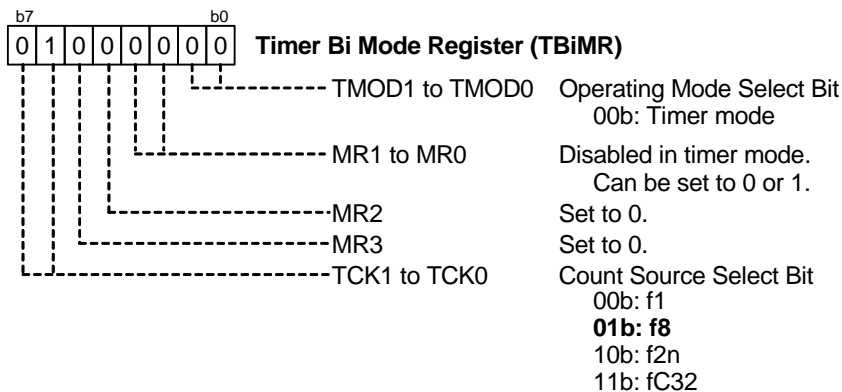 b7 b0
0 1 0 0 0 0 0 0 Timer Bi Mode Register (TBiMR)
TMOD1 to TMOD0 Operating Mode Select Bit
00b: Timer mode
MR1 to MR0 Disabled in timer mode.
Can be set to 0 or 1.
MR2 Set to 0.
MR3 Set to 0.
TCK1 to TCK0 Count Source Select Bit
00b: f1
01b: f8
10b: f2n
11b: fC32